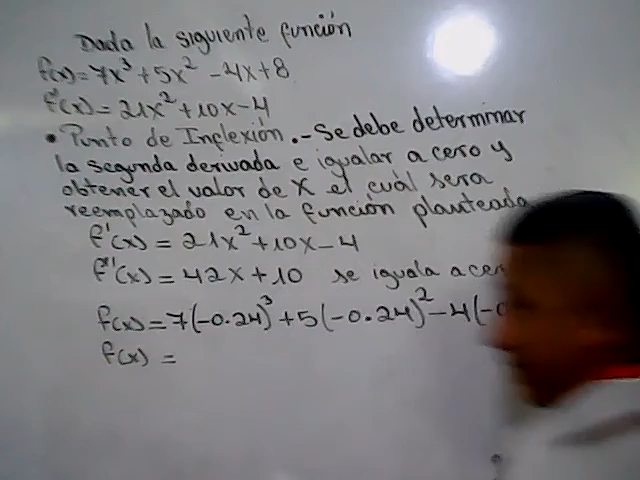 Dada la siguiente función
f(x)=7x³+5x²-4x+8
f'(x)=21x²+10x-4
• Punto de Inflexión.-Se debe determinar
la segunda derivada e igualar a cero y
obtener el valor de X el cuál sera
reemplazado en la función planteada
f'(x)=21x²+10x-4
f''(x)=42x+10 se iguala a cer
f(x)=7(-0.24)³+5(-0.24)²-4(-0
f(x)=